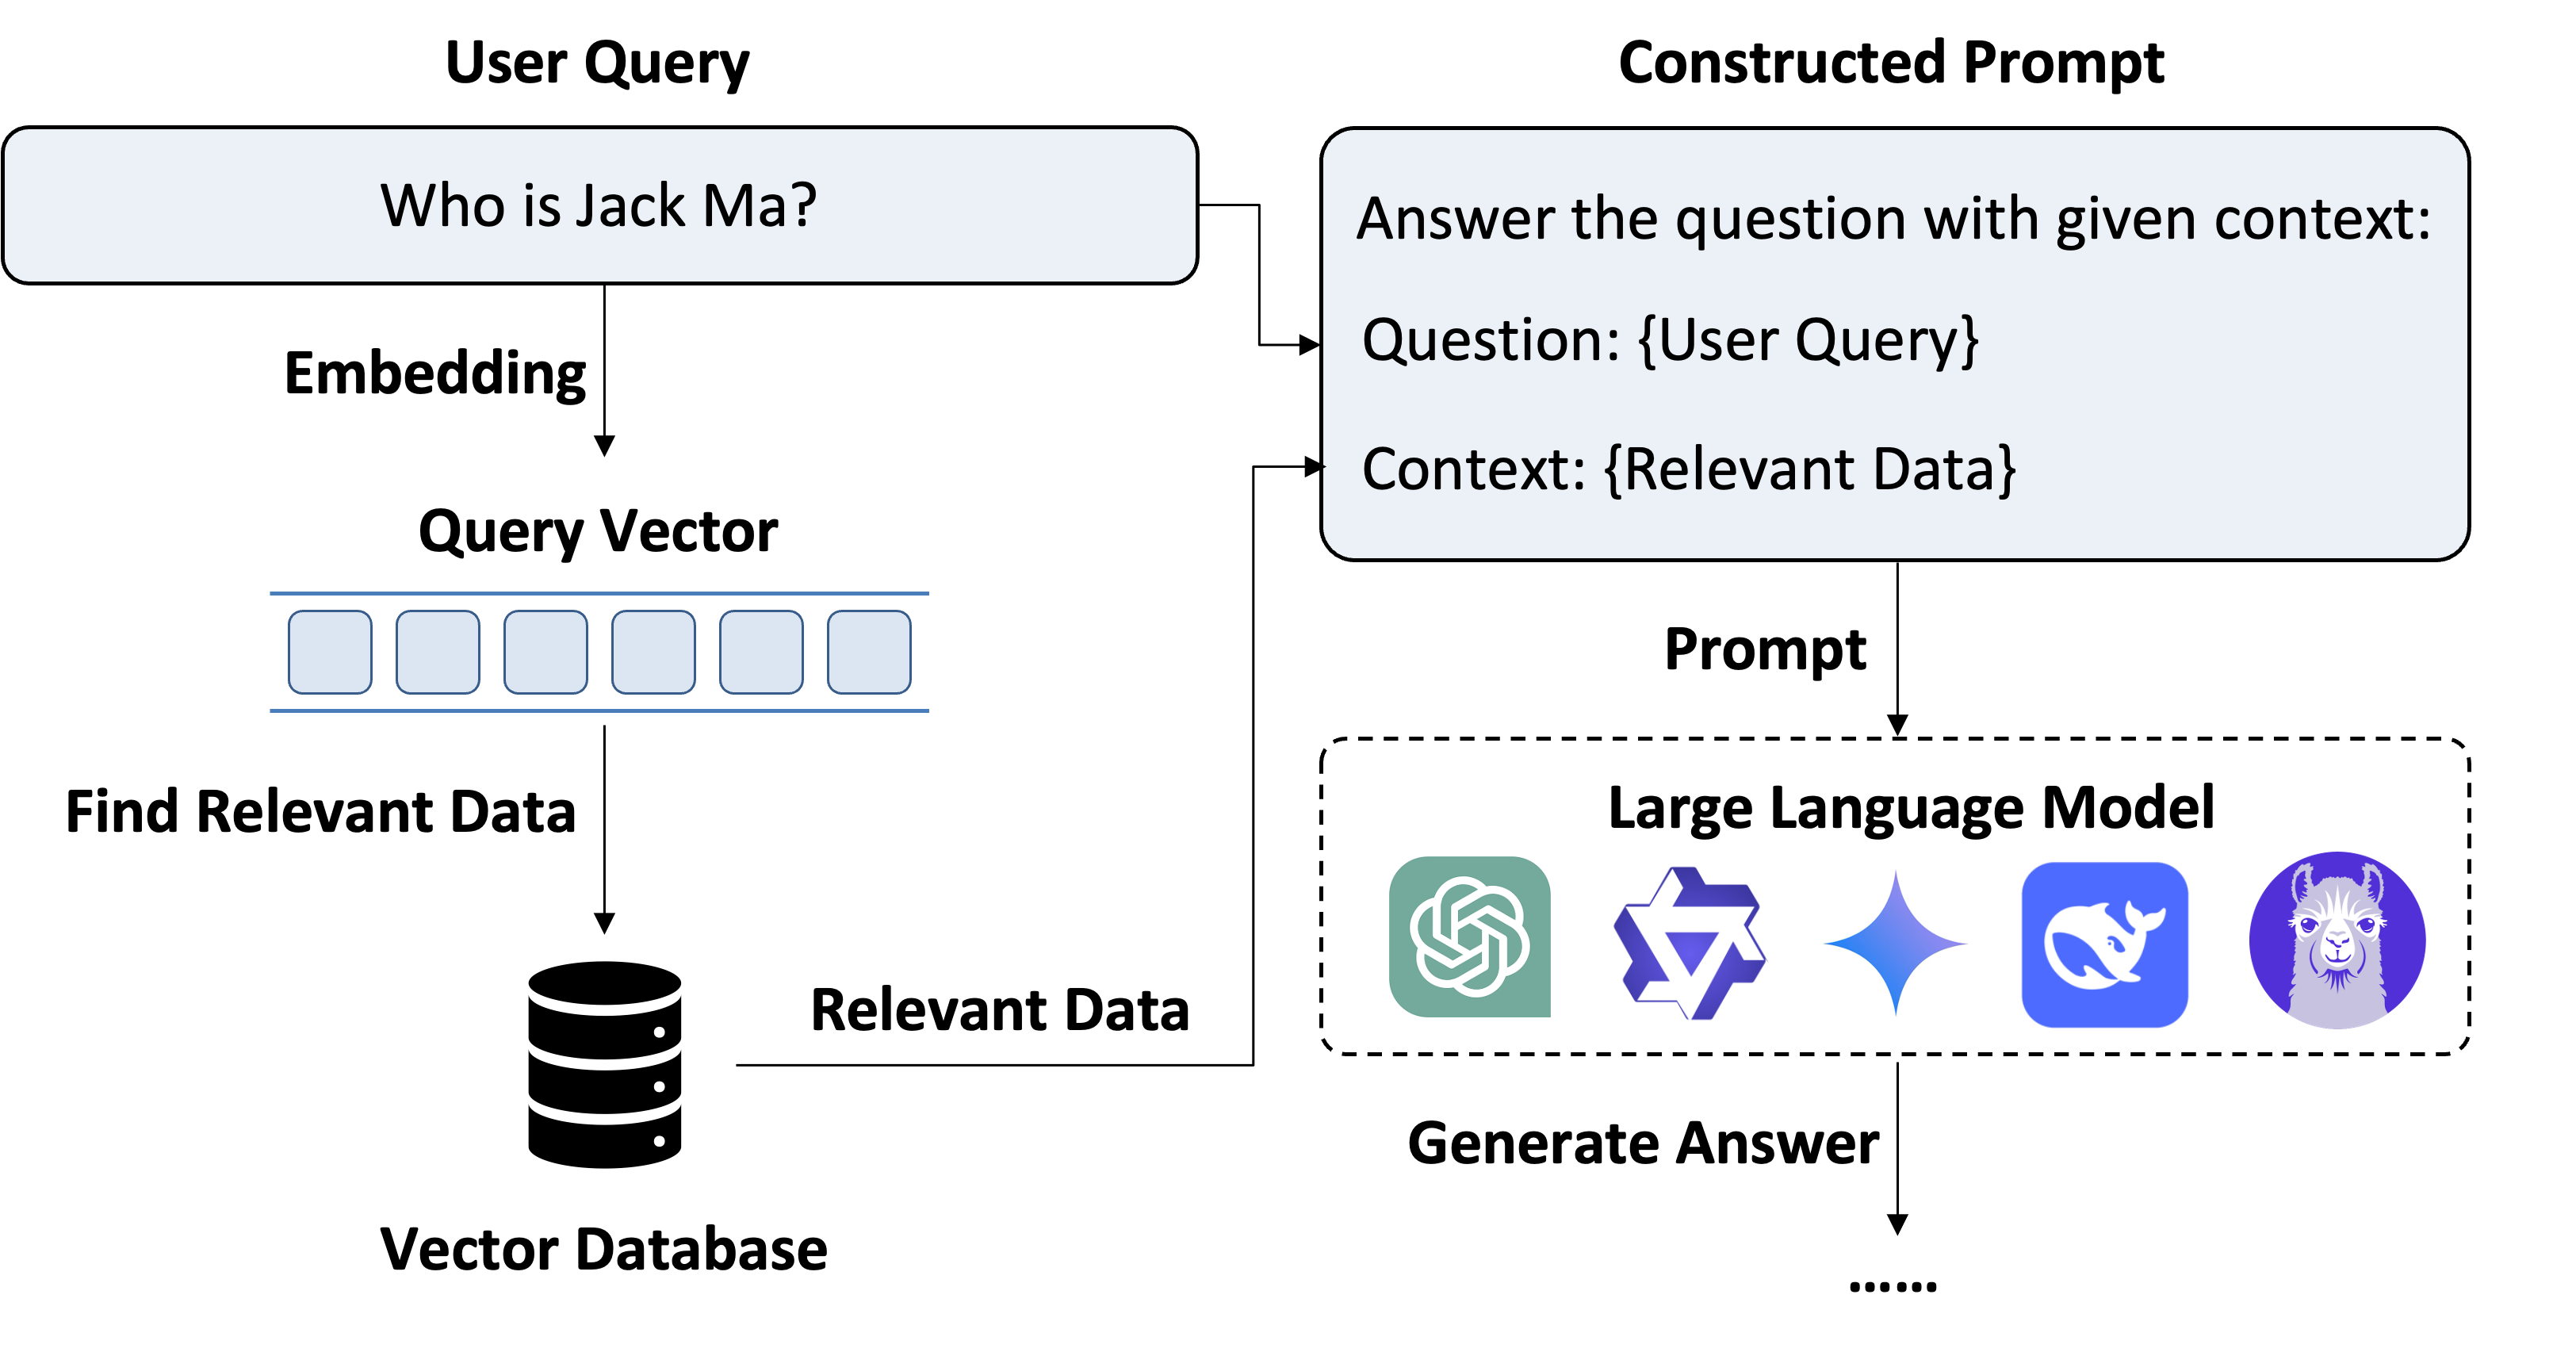 User Query
Who is Jack Ma?
Embedding
Query Vector
Find Relevant Data
Vector Database
Relevant Data
Constructed Prompt
Answer the question with given context:
Question: {User Query}
Context: {Relevant Data}
Prompt
Large Language Model
Generate Answer
......